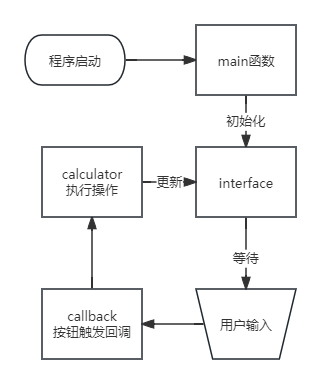 程序启动
main函数
初始化
calculator
执行操作
更新
interface
等待
callback
按钮触发回调
用户输入